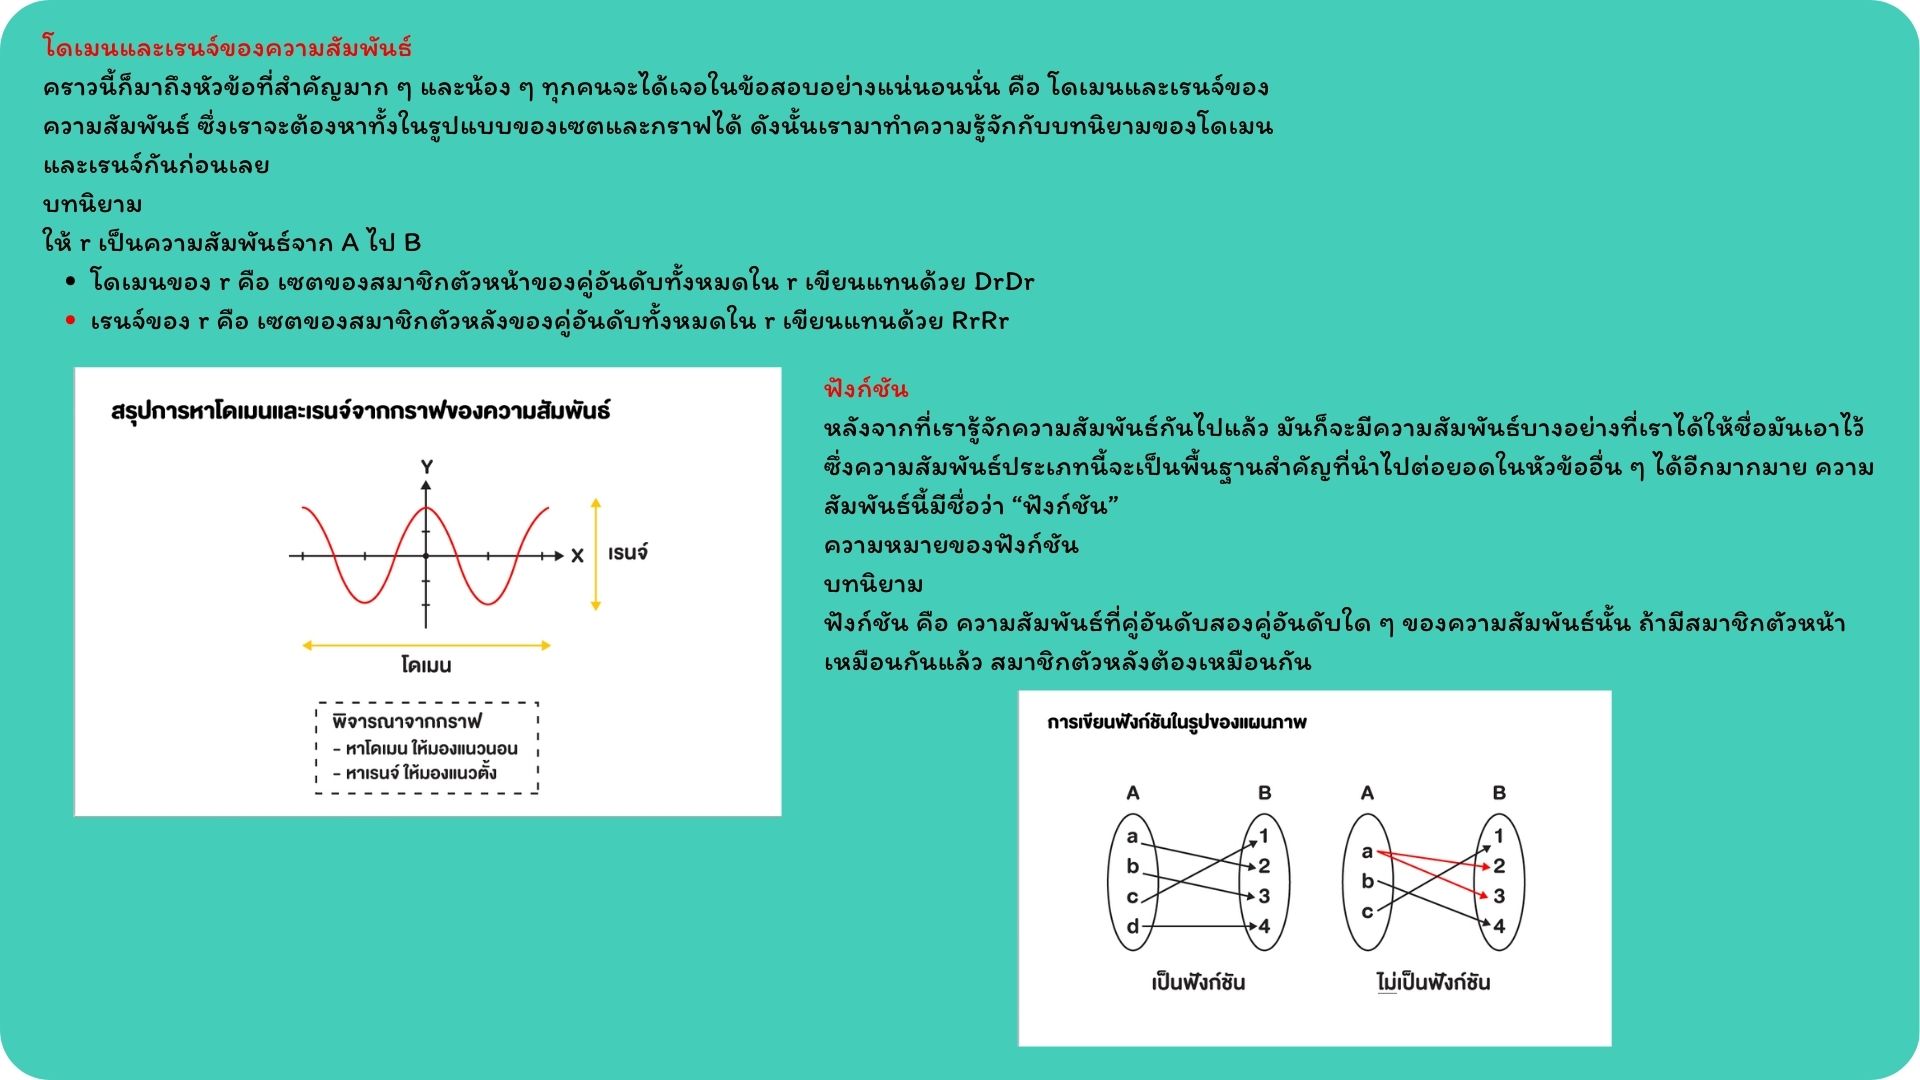 โดเมนและเรนจ์ของความสัมพันธ์
คราวนี้ก็มาถึงหัวข้อที่สำคัญมาก ๆ และน้อง ๆ ทุกคนจะได้เจอในข้อสอบอย่างแน่นอนนั่น คือ โดเมนและเรนจ์ของ
ความสัมพันธ์ ซึ่งเราจะต้องหาทั้งในรูปแบบของเซตและกราฟได้ ดังนั้นเรามาทำความรู้จักกับบทนิยามของโดเมน
และเรนจ์กันก่อนเลย
บทนิยาม
ให้ r เป็นความสัมพันธ์จาก A ไป B
• โดเมนของ r คือ เซตของสมาชิกตัวหน้าของคู่อันดับทั้งหมดใน r เขียนแทนด้วย DrDr
• เรนจ์ของ r คือ เซตของสมาชิกตัวหลังของคู่อันดับทั้งหมดใน r เขียนแทนด้วย RrRr
สรุปการหาโดเมนและเรนจ์จากกราฟของความสัมพันธ์
Y
X
เรนจ์
โดเมน
พิจารณาจากกราฟ
- หาโดเมน ให้มองแนวนอน
- หาเรนจ์ ให้มองแนวตั้ง
ฟังก์ชัน
หลังจากที่เรารู้จักความสัมพันธ์กันไปแล้ว มันก็จะมีความสัมพันธ์บางอย่างที่เราได้ให้ชื่อมันเอาไว้
ซึ่งความสัมพันธ์ประเภทนี้จะเป็นพื้นฐานสำคัญที่นำไปต่อยอดในหัวข้ออื่น ๆ ได้อีกมากมาย ความ
สัมพันธ์นี้มีชื่อว่า “ฟังก์ชัน”
ความหมายของฟังก์ชัน
บทนิยาม
ฟังก์ชัน คือ ความสัมพันธ์ที่คู่อันดับสองคู่อันดับใด ๆ ของความสัมพันธ์นั้น ถ้ามีสมาชิกตัวหน้า
เหมือนกันแล้ว สมาชิกตัวหลังต้องเหมือนกัน
การเขียนฟังก์ชันในรูปของแผนภาพ
A B A B
a 1 a 1
b 2 b 2
c 3 c 3
d 4 4
เป็นฟังก์ชัน ไม่เป็นฟังก์ชัน